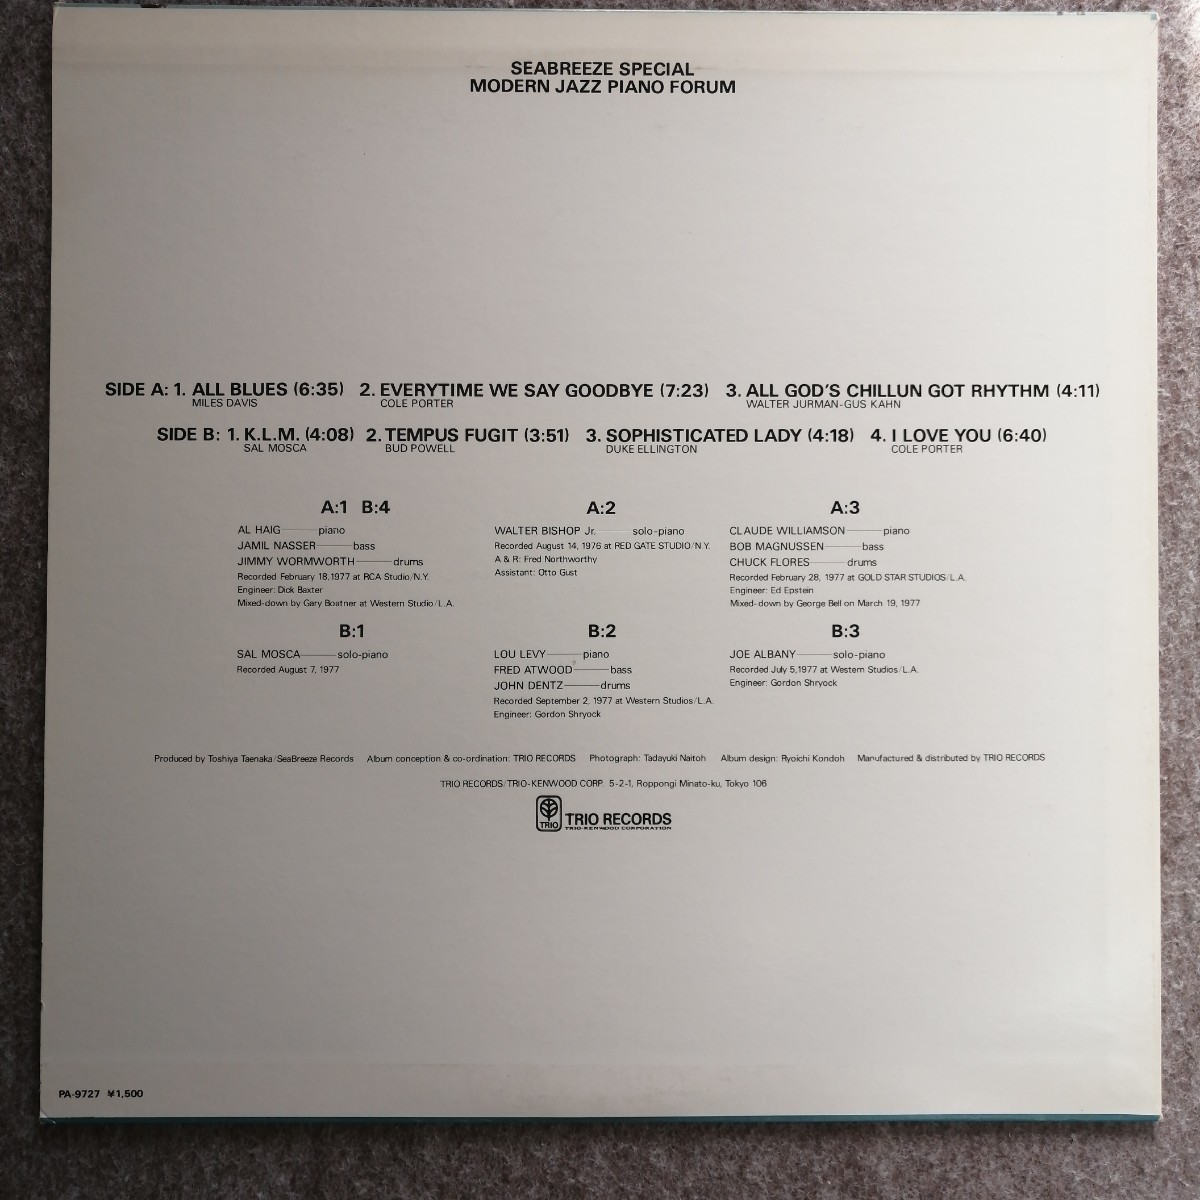 SEABREEZE SPECIAL
MODERN JAZZ PIANO FORUM
SIDE A: 1. ALL BLUES (6:35) 2. EVERYTIME WE SAY GOODBYE (7:23) 3. ALL GOD'S CHILLUN GOT RHYTHM (4:11)
MILES DAVIS COLE PORTER WALTER JURMAN-GUS KAHN
SIDE B: 1. K.L.M. (4:08) 2. TEMPUS FUGIT (3:51) 3. SOPHISTICATED LADY (4:18) 4. I LOVE YOU (6:40)
SAL MOSCA BUD POWELL DUKE ELLINGTON COLE PORTER
A:1 B:4
AL HAIG——piano
JAMIL NASSER——bass
JIMMY WORMWORTH——drums
Recorded February 18,1977 at RCA Studio/N.Y.
Engineer: Dick Baxter
Mixed-down by Gary Boatner at Western Studio/L.A.
A:2
WALTER BISHOP Jr.——solo-piano
Recorded August 14, 1976 at RED GATE STUDIO/N.Y.
A & R: Fred Northworthy
Assistant: Otto Gust
A:3
CLAUDE WILLIAMSON——piano
BOB MAGNUSSEN——bass
CHUCK FLORES——drums
Recorded February 28, 1977 at GOLD STAR STUDIOS/L.A.
Engineer: Ed Epstein
Mixed-down by George Bell on March 19, 1977
B:1
SAL MOSCA——solo-piano
Recorded August 7, 1977
B:2
LOU LEVY——piano
FRED ATWOOD——bass
JOHN DENTZ——drums
Recorded September 2, 1977 at Western Studios/L.A.
Engineer: Gordon Shryock
B:3
JOE ALBANY——solo-piano
Recorded July 5,1977 at Western Studios/L.A.
Engineer: Gordon Shryock
Produced by Toshiya Taenaka/SeaBreeze Records Album conception & co-ordination: TRIO RECORDS Photograph: Tadayuki Naitoh Album design: Ryoichi Kondoh Manufactured & distributed by TRIO RECORDS
TRIO RECORDS/TRIO-KENWOOD CORP. 5-2-1, Roppongi Minato-ku, Tokyo 106
TRIO TRIO RECORDS
TRIO-KENWOOD CORPORATION
PA-9727 ¥1,500